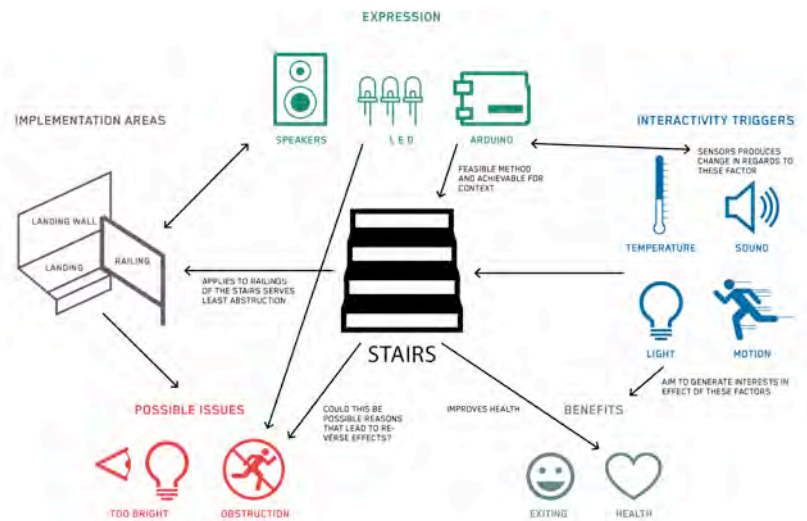 EXPRESSION
IMPLEMENTATION AREAS
SPEAKERS
LED
ARDUINO
INTERACTIVITY TRIGGERS
SENSORS PRODUCES
CHANGE IN REGARDS TO
THESE FACTOR
FEASIBLE METHOD
AND ACHIEVABLE FOR
CONTEXT.
LANDING WALL
LANDING
RAILING
TEMPERATURE
SOUND
APPLIES TO RAILINGS
OF THE STAIRS SERVES
LEAST ABSTRUCTION
STAIRS
LIGHT
MOTION
AIM TO GENERATE INTERESTS IN
EFFECT OF THESE FACTORS
POSSIBLE ISSUES
COULD THIS BE
POSSIBLE REASONS
THAT LEAD TO RE-
VERSE EFFECTS?
IMPROVES HEALTH
BENEFITS
TOO BRIGHT
OBSTRUCTION
EXITING
HEALTH